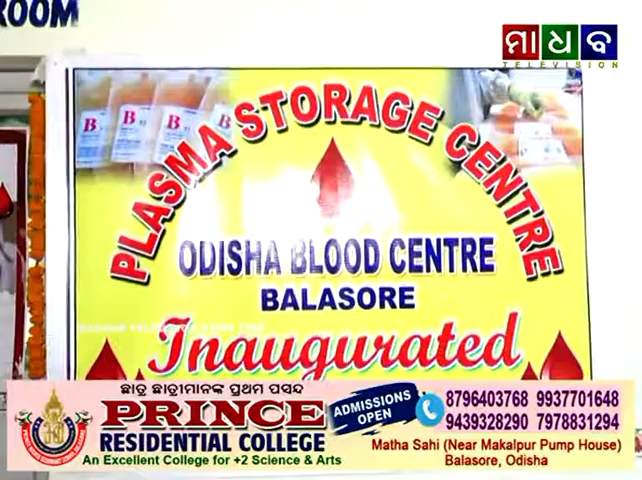 ROOM
ମାଧବ
TELEVISION
B B B
PLASMA STORAGE CENTRE
ODISHA BLOOD CENTRE
BALASORE
Inaugurated
ଛାତ୍ର ଛାତ୍ରୀମାନଙ୍କ ପ୍ରଥମ ପସନ୍ଦ
PRINCE
RESIDENTIAL COLLEGE
An Excellent College for +2 Science & Arts
ADMISSIONS
OPEN
8796403768 9937701648
9439328290 7978831294
Matha Sahi (Near Makalpur Pump House)
Balasore, Odisha